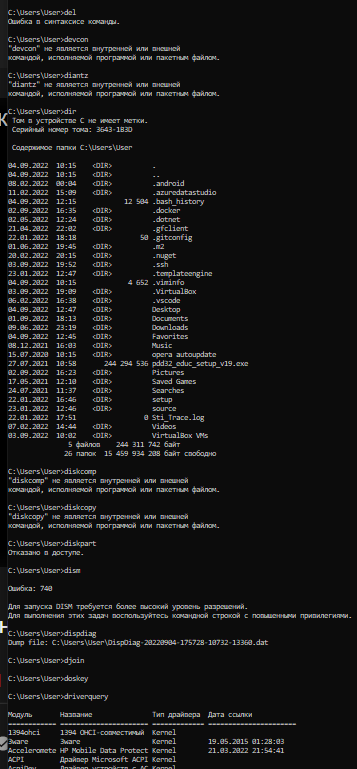 C:\Users\User>del
Ошибка в синтаксисе команды.
C:\Users\User>devcon
"devcon" не является внутренней или внешней
командой, исполняемой программой или пакетным файлом.
C:\Users\User>diantz
"diantz" не является внутренней или внешней
командой, исполняемой программой или пакетным файлом.
C:\Users\User>dir
Том в устройстве C не имеет метки.
Серийный номер тома: 3643-1B3D
Содержимое папки C:\Users\User
04.09.2022 10:15 <DIR> .
04.09.2022 10:15 <DIR> ..
08.02.2022 00:04 <DIR> .android
11.02.2022 15:09 <DIR> .azuredatastudio
04.09.2022 12:15 12 504 .bash_history
02.09.2022 16:35 <DIR> .docker
02.05.2022 12:24 <DIR> .dotnet
21.04.2022 22:02 <DIR> .gfclient
22.01.2022 18:18 50 .gitconfig
01.06.2022 19:45 <DIR> .m2
20.02.2022 20:15 <DIR> .nuget
03.09.2022 19:52 <DIR> .ssh
23.01.2022 12:47 <DIR> .templateengine
04.09.2022 10:15 4 652 .viminfo
03.09.2022 19:09 <DIR> .VirtualBox
06.02.2022 16:38 <DIR> .vscode
04.09.2022 12:47 <DIR> Desktop
01.09.2022 18:13 <DIR> Documents
09.06.2022 23:19 <DIR> Downloads
04.09.2022 12:45 <DIR> Favorites
08.12.2021 16:03 <DIR> Music
15.07.2020 10:15 <DIR> opera autoupdate
27.07.2021 10:58 244 294 536 pdd32_educ_setup_v19.exe
02.09.2022 16:23 <DIR> Pictures
17.05.2021 12:10 <DIR> Saved Games
24.07.2021 11:37 <DIR> Searches
22.01.2022 16:46 <DIR> setup
23.01.2022 12:46 <DIR> source
22.01.2022 17:51 0 Sti_Trace.log
07.02.2022 14:44 <DIR> Videos
03.09.2022 10:02 <DIR> VirtualBox VMs
5 файлов 244 311 742 байт
26 папок 15 459 934 208 байт свободно
C:\Users\User>diskcomp
"diskcomp" не является внутренней или внешней
командой, исполняемой программой или пакетным файлом.
C:\Users\User>diskcopy
"diskcopy" не является внутренней или внешней
командой, исполняемой программой или пакетным файлом.
C:\Users\User>diskpart
Отказано в доступе.
C:\Users\User>dism
Ошибка: 740
Для запуска DISM требуется более высокий уровень разрешений.
Для выполнения этих задач воспользуйтесь командной строкой с повышенными привилегиями.
C:\Users\User>dispdiag
Dump file: C:\Users\User\DispDiag-20220904-175728-10732-13360.dat
C:\Users\User>djoin
C:\Users\User>doskey
C:\Users\User>driverquery
Модуль Название Тип драйвера Дата ссылки
============ ====================== ============= ======================
1394ohci 1394 OHCI-совместимый Kernel
3ware 3ware Kernel 19.05.2015 01:28:03
Accelerometе HP Mobile Data Protect Kernel 21.03.2022 21:54:41
ACPI Драйвер Microsoft ACPI Kernel